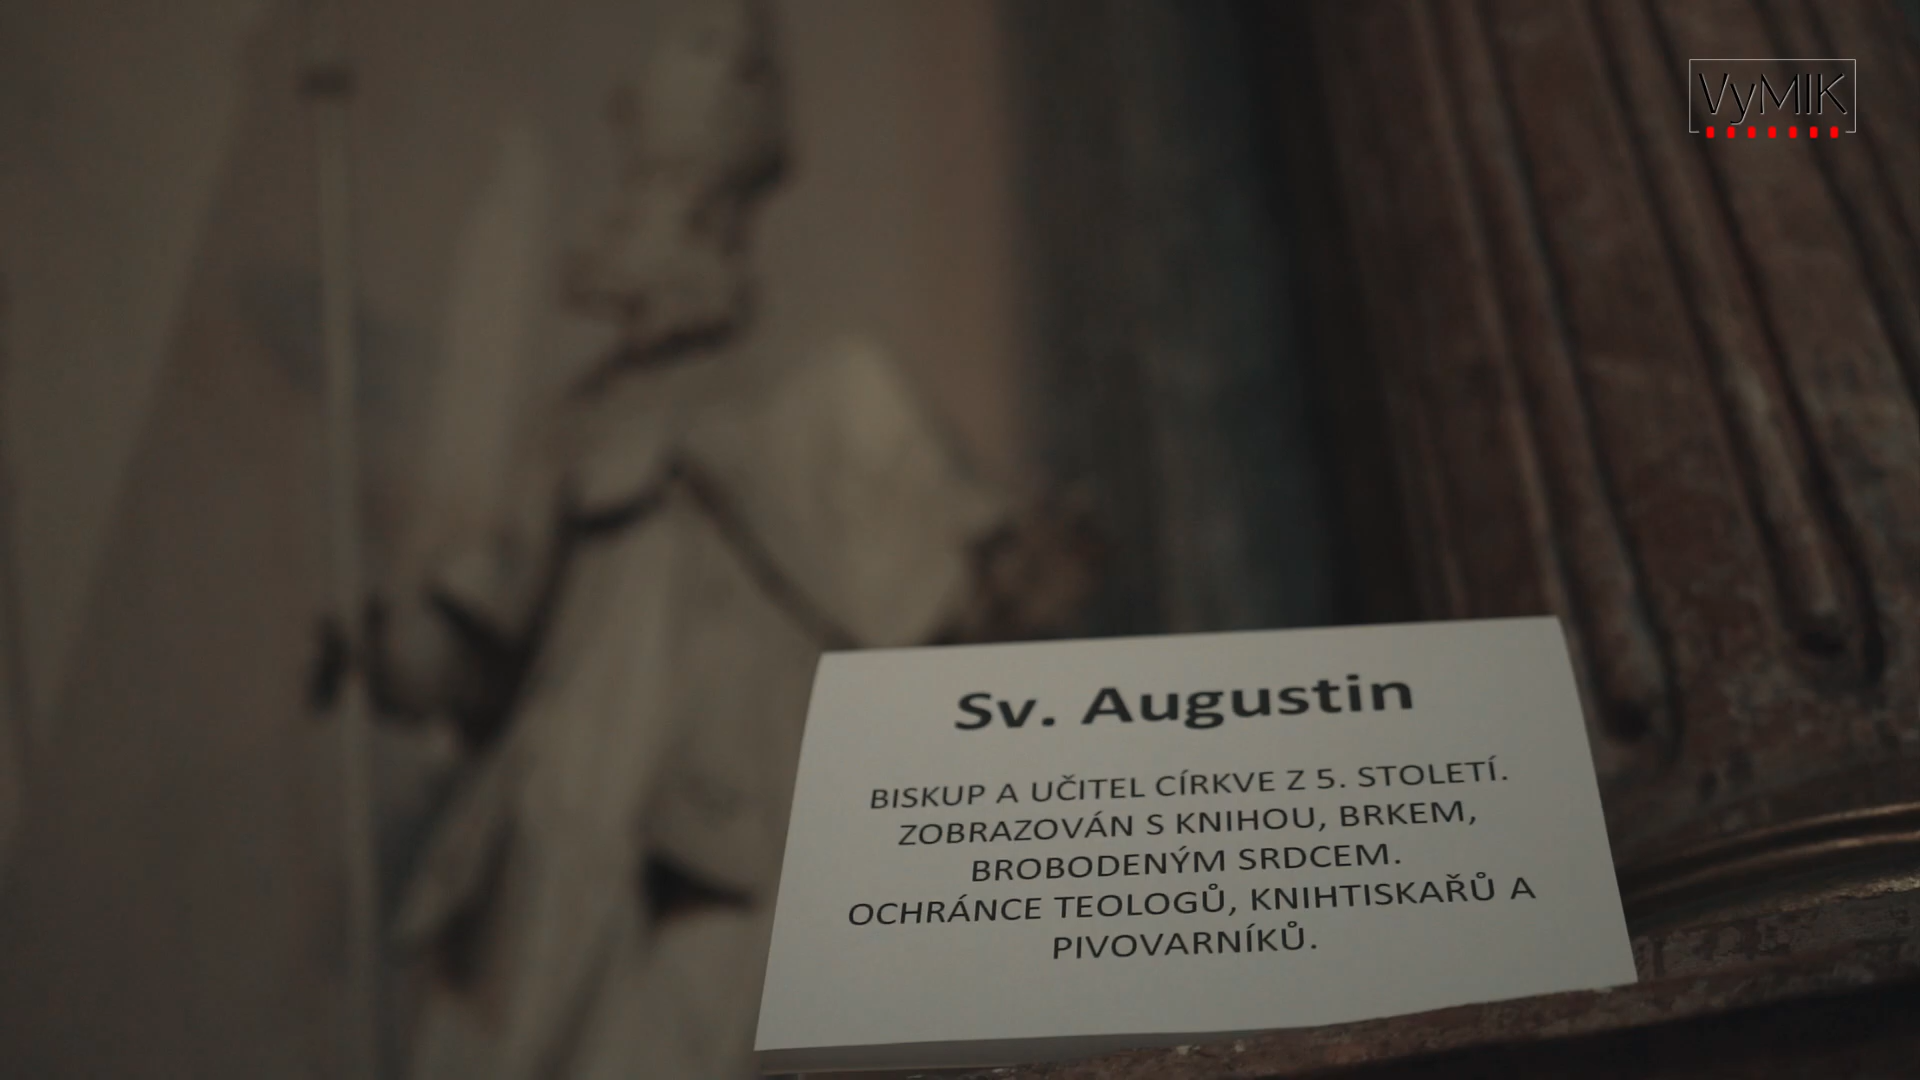 VyMIK
Sv. Augustin
BISKUP A UČITEL CÍRKVE Z 5. STOLETÍ.
ZOBRAZOVÁN S KNIHOU, BRKEM,
BROBODENÝM SRDCEM.
OCHRÁNCE TEOLOGŮ, KNIHTISKAŘŮ A
PIVOVARNÍKŮ.